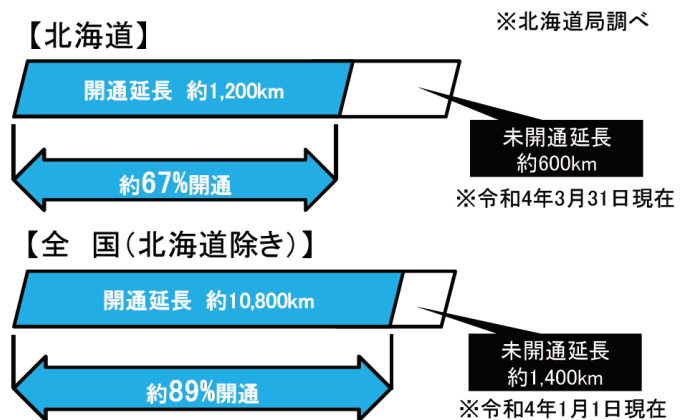 ※北海道局調べ
【北海道】
開通延長 約1,200km
未開通延長
約600km
約67%開通
※令和4年3月31日現在
【全 国(北海道除き)】
開通延長 約10,800km
未開通延長
約1,400km
約89%開通
※令和4年1月1日現在